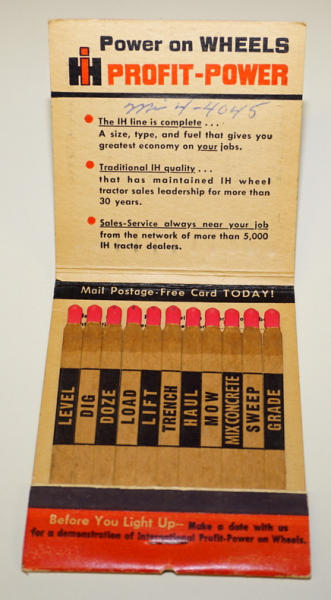 Power on WHEELS
IH PROFIT-POWER
4-4045
The IH line is complete . . .
A size, type, and fuel that gives you
greatest economy on your jobs.
Traditional IH quality . . .
that has maintained IH wheel
tractor sales leadership for more than
30 years.
Sales-Service always near your job
from the network of more than 5,000
IH tractor dealers.
Mail Postage-Free Card TODAY!
LEVEL
DIG
DOZE
LOAD
LIFT
TRENCH
HAUL
MOW
MIX CONCRETE
SWEEP
GRADE
Before You Light Up-- Make a date with us
for a demonstration of International Profit-Power on Wheels.